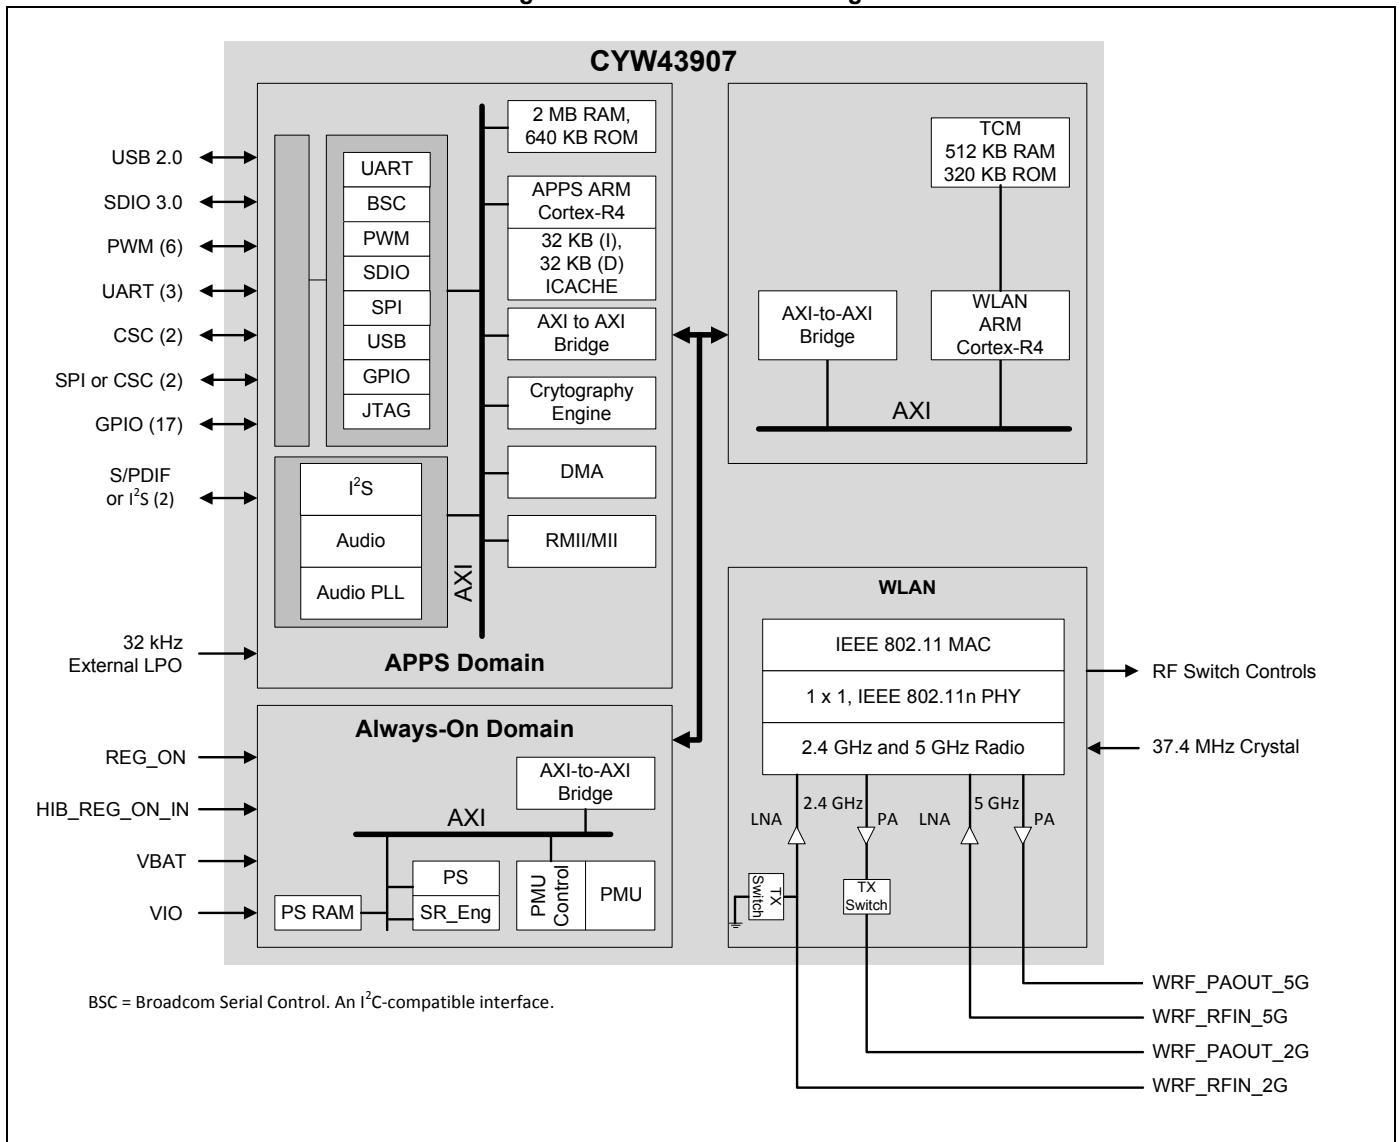 CYW43907
USB 2.0
SDIO 3.0
PWM (6)
UART (3)
CSC (2)
SPI or CSC (2)
GPIO (17)
S/PDIF
or I²S (2)
32 kHz
External LPO
UART
BSC
PWM
SDIO
SPI
USB
GPIO
JTAG
I²S
Audio
Audio PLL
AXI
2 MB RAM,
640 KB ROM
APPS ARM
Cortex-R4
32 KB (I),
32 KB (D)
ICACHE
AXI to AXI
Bridge
Crytography
Engine
DMA
RMII/MII
APPS Domain
TCM
512 KB RAM
320 KB ROM
AXI-to-AXI
Bridge
WLAN
ARM
Cortex-R4
AXI
REG_ON
HIB_REG_ON_IN
VBAT
VIO
Always-On Domain
AXI-to-AXI
Bridge
AXI
PS RAM
PS
SR_Eng
PMU
Control
PMU
WLAN
IEEE 802.11 MAC
1 x 1, IEEE 802.11n PHY
2.4 GHz and 5 GHz Radio
RF Switch Controls
37.4 MHz Crystal
LNA
2.4 GHz
PA
LNA
5 GHz
PA
TX
Switch
TX
Switch
WRF_PAOUT_5G
WRF_RFIN_5G
WRF_PAOUT_2G
WRF_RFIN_2G
BSC = Broadcom Serial Control. An I²C-compatible interface.